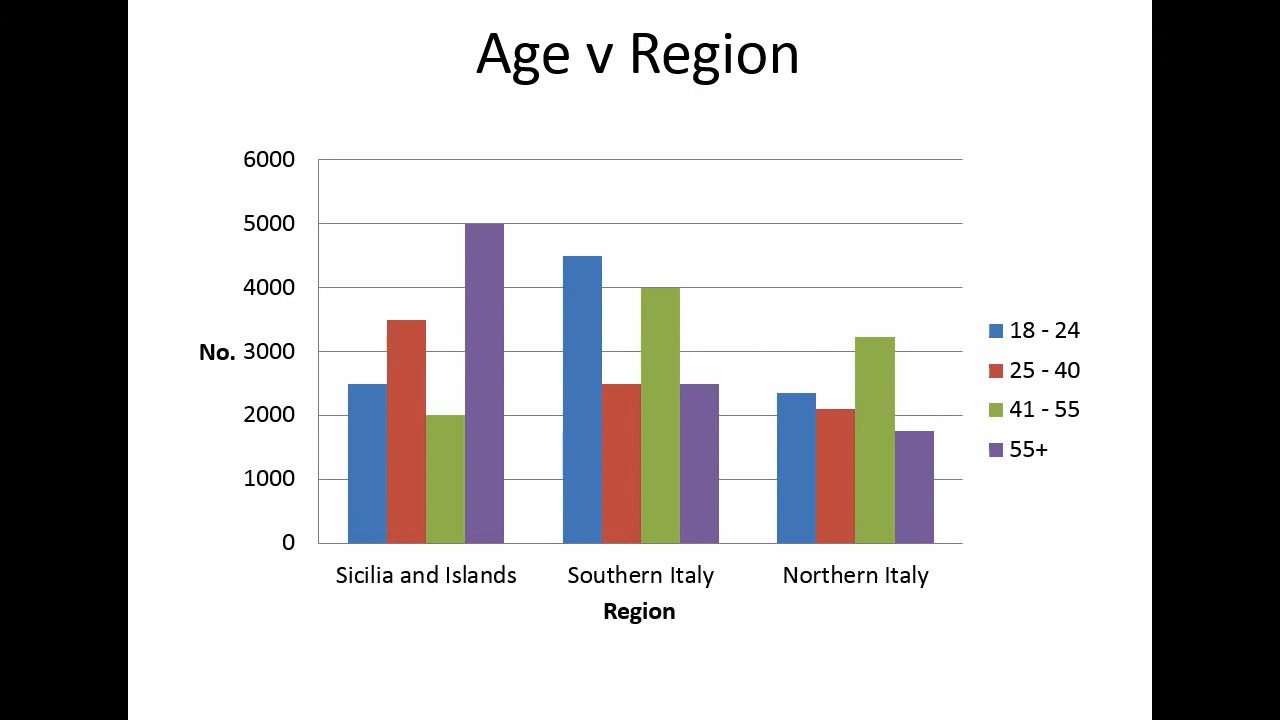 Age v Region
6000
5000
4000
No. 3000
2000
1000
0
18 - 24
25 - 40
41 - 55
55+
Sicilia and Islands Southern Italy Northern Italy
Region